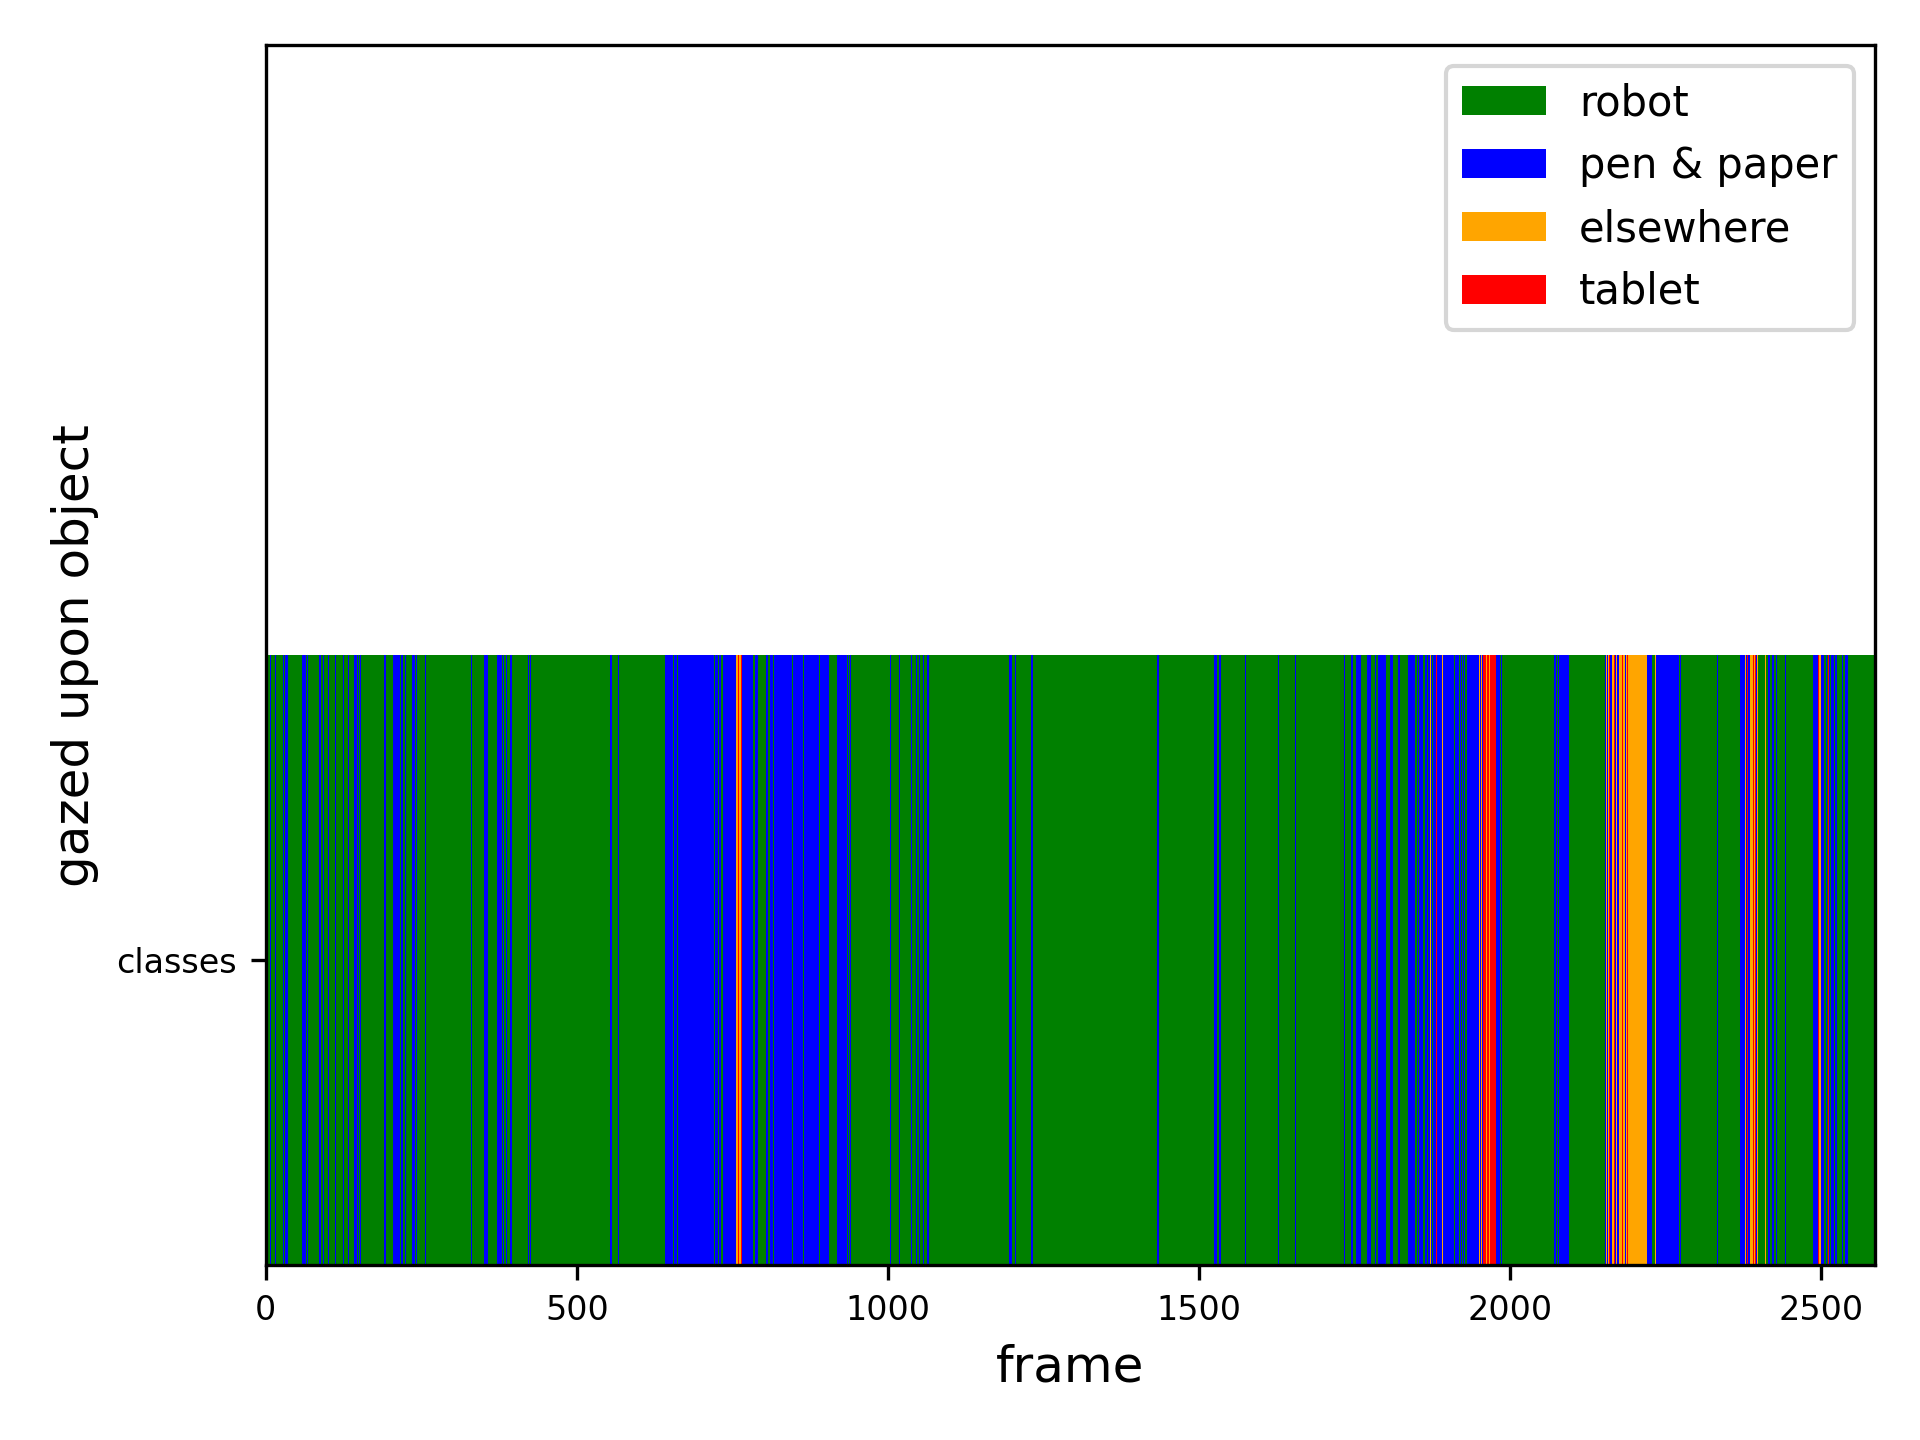 robot
pen & paper
elsewhere
tablet
gazed upon object
classes
0 500 1000 1500 2000 2500
frame